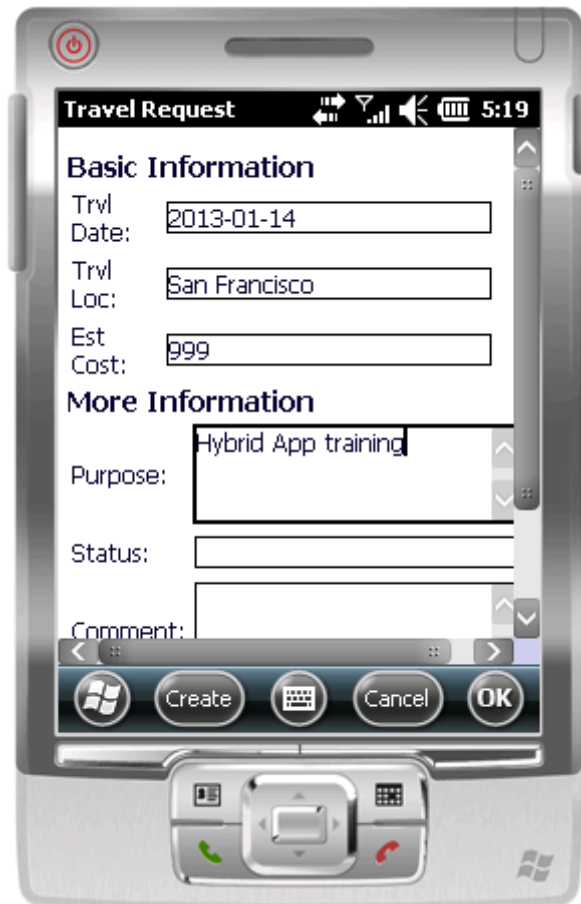 Travel Request 5:19
Basic Information
Trvl
Date:
2013-01-14
Trvl
Loc:
San Francisco
Est
Cost:
999
More Information
Purpose:
Hybrid App training
Status:
Comment:
Create Cancel OK